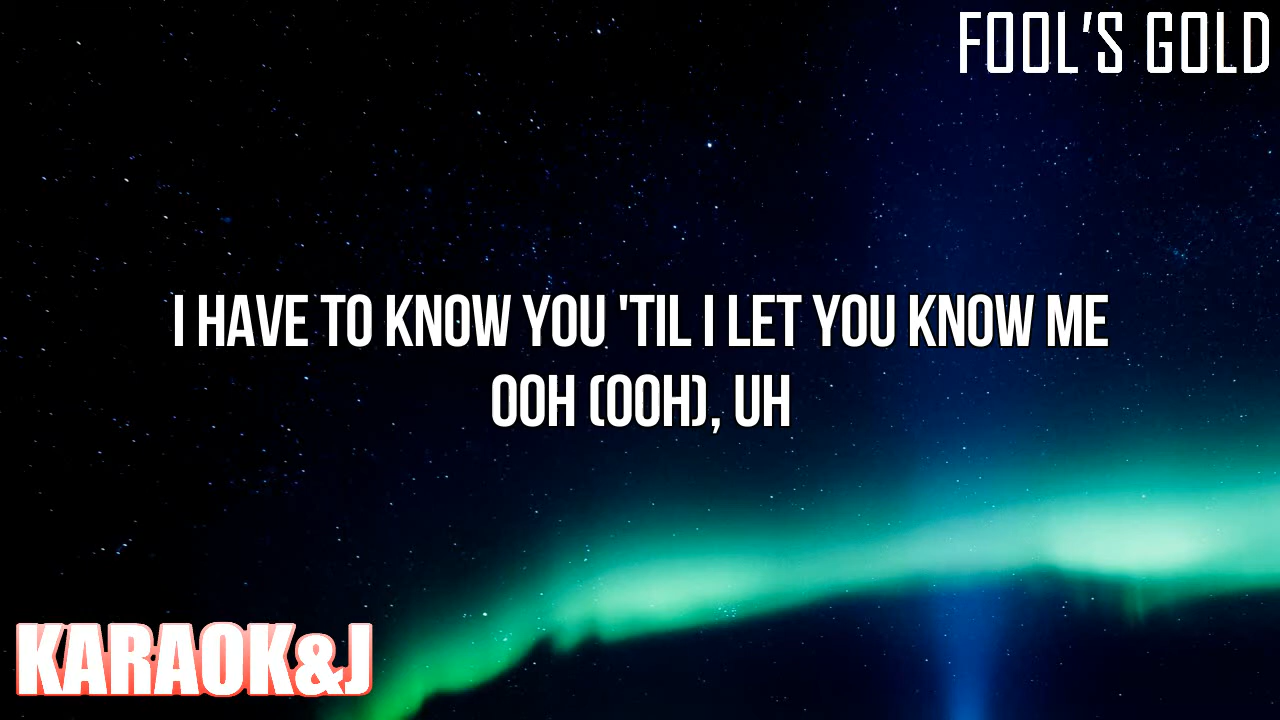 FOOL'S GOLD
I HAVE TO KNOW YOU 'TIL I LET YOU KNOW ME
OOH (OOH), UH
KARAOK&J